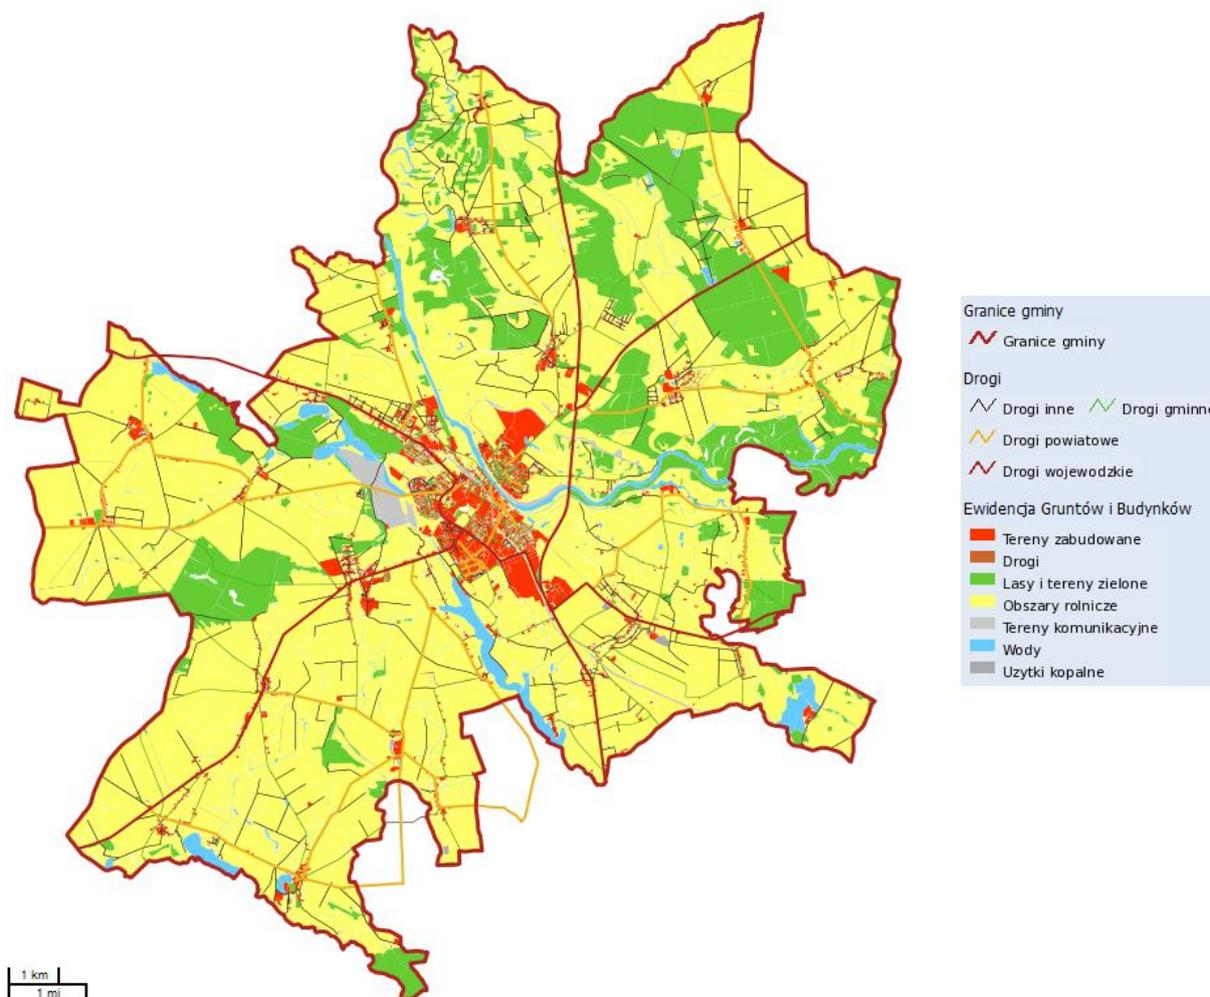 Granice gminy
Granice gminy
Drogi
Drogi inne Drogi gminne
Drogi powiatowe
Drogi wojewodzkie
Ewidencja Gruntów i Budynków
Tereny zabudowane
Drogi
Lasy i tereny zielone
Obszary rolnicze
Tereny komunikacyjne
Wody
Uzytki kopalne
1 km
1 mi